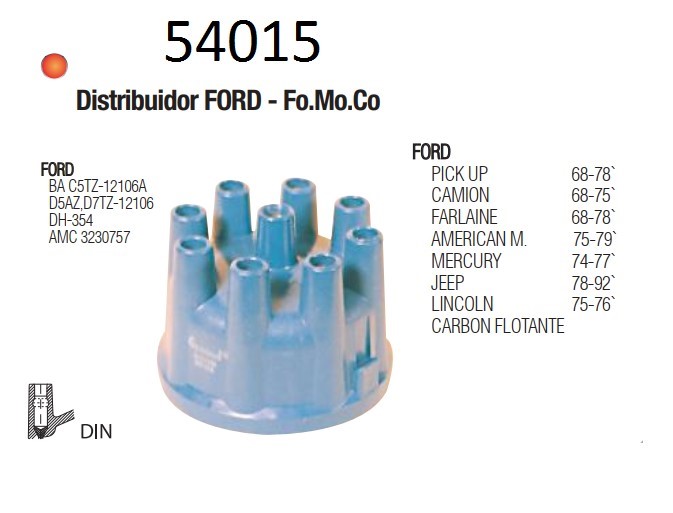 54015
Distribuidor FORD - Fo.Mo.Co
FORD
BA C5TZ-12106A
D5AZ,D7TZ-12106
DH-354
AMC 3230757
FORD
PICK UP 68-78`
CAMION 68-75`
FARLAINE 68-78`
AMERICAN M. 75-79`
MERCURY 74-77`
JEEP 78-92`
LINCOLN 75-76`
CARBON FLOTANTE
DIN